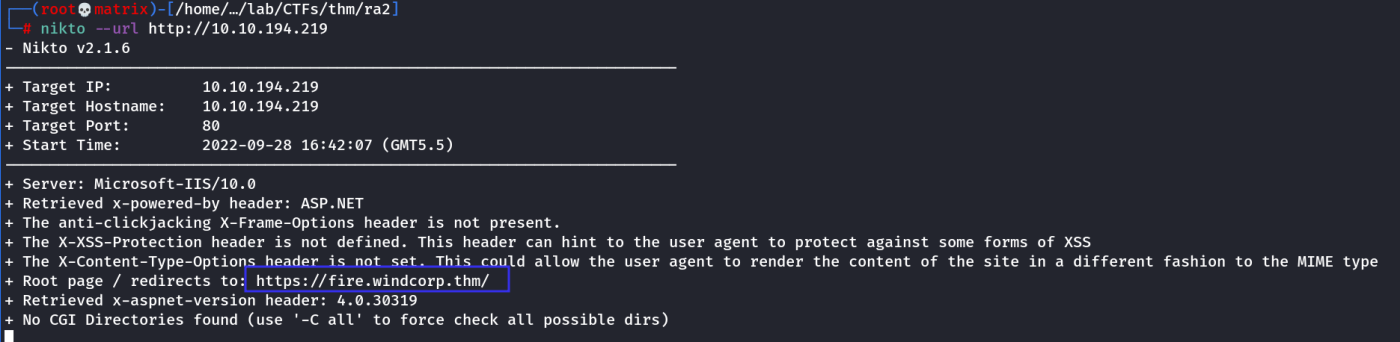 (root💀matrix)-[/home/…/lab/CTFs/thm/ra2]
# nikto --url http://10.10.194.219
- Nikto v2.1.6
---------------------------------------------------------------------------
+ Target IP:          10.10.194.219
+ Target Hostname:    10.10.194.219
+ Target Port:        80
+ Start Time:         2022-09-28 16:42:07 (GMT5.5)
---------------------------------------------------------------------------
+ Server: Microsoft-IIS/10.0
+ Retrieved x-powered-by header: ASP.NET
+ The anti-clickjacking X-Frame-Options header is not present.
+ The X-XSS-Protection header is not defined. This header can hint to the user agent to protect against some forms of XSS
+ The X-Content-Type-Options header is not set. This could allow the user agent to render the content of the site in a different fashion to the MIME type
+ Root page / redirects to: https://fire.windcorp.thm/
+ Retrieved x-aspnet-version header: 4.0.30319
+ No CGI Directories found (use '-C all' to force check all possible dirs)